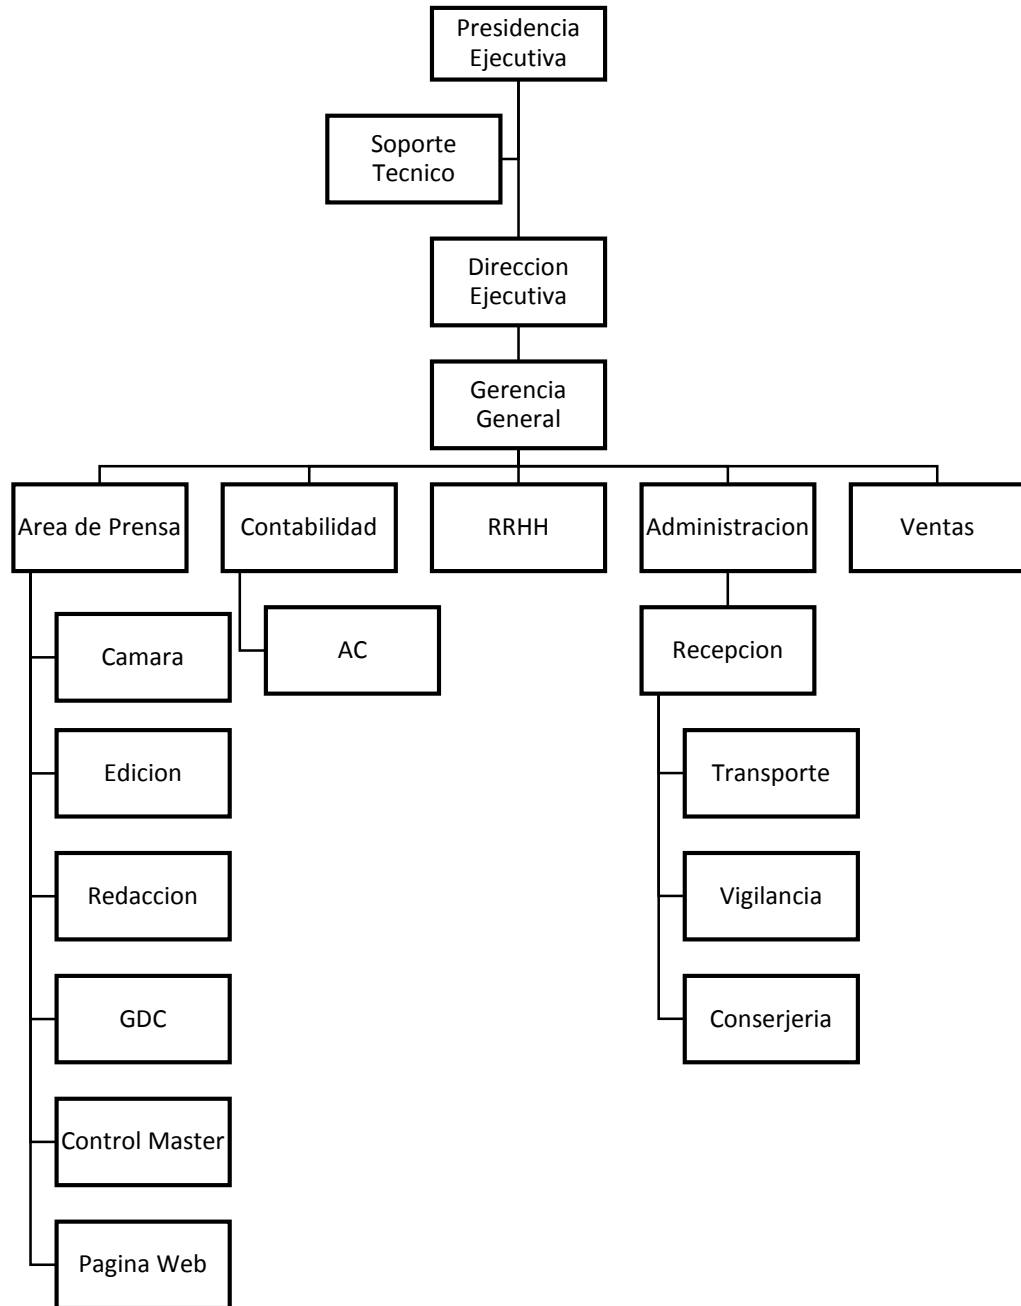 Presidencia
Ejecutiva
Soporte
Tecnico
Direccion
Ejecutiva
Gerencia
General
Area de Prensa
Contabilidad
RRHH
Administracion
Ventas
Camara
AC
Recepcion
Edicion
Transporte
Redaccion
Vigilancia
GDC
Conserjeria
Control Master
Pagina Web